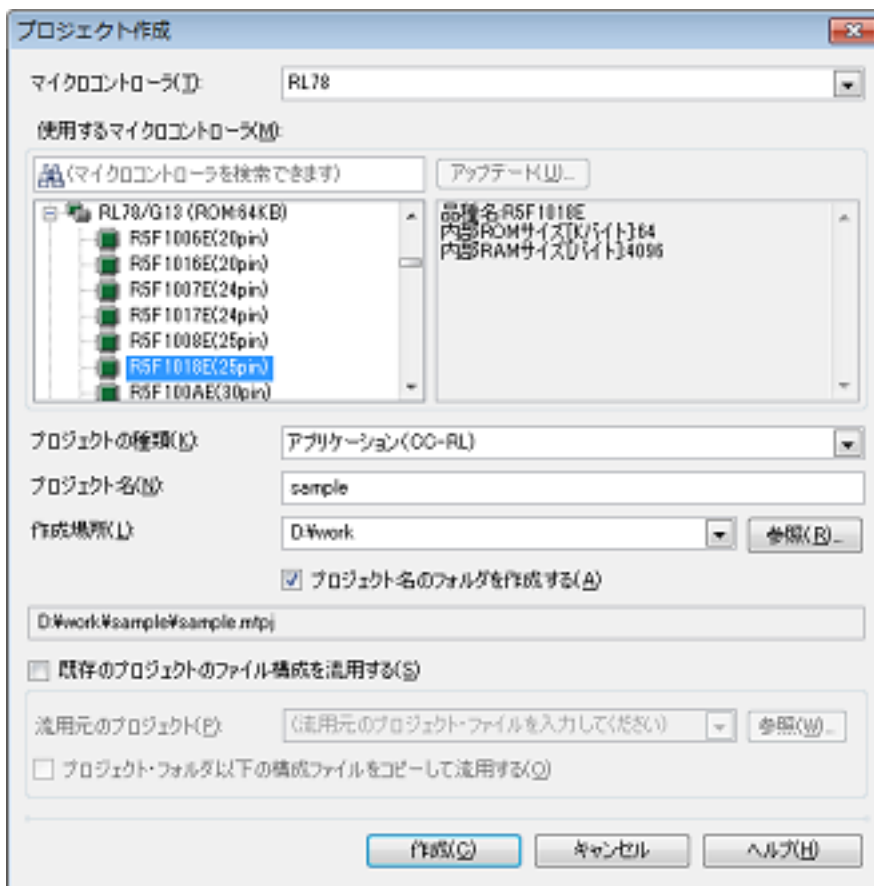 プロジェクト作成
マイクロコントローラ(T): RL78
使用するマイクロコントローラ(M):
(マイクロコントローラを検索できます) アップデート(U)...
RL78/G13 (ROM:64KB)
R5F1006E(20pin)
R5F1016E(20pin)
R5F1007E(24pin)
R5F1017E(24pin)
R5F1008E(25pin)
R5F1018E(25pin)
R5F100AE(30pin)
品種名:R5F1018E
内部ROMサイズ[Kバイト]:64
内部RAMサイズ[バイト]:4096
プロジェクトの種類(K): アプリケーション(CC-RL)
プロジェクト名(N): sample
作成場所(L): D:¥work 参照(R)...
プロジェクト名のフォルダを作成する(A)
D:¥work¥sample¥sample.mtpj
既存のプロジェクトのファイル構成を流用する(S)
流用元のプロジェクト(P): (流用元のプロジェクト・ファイルを入力してください) 参照(W)...
プロジェクト・フォルダ以下の構成ファイルをコピーして流用する(O)
作成(C) キャンセル ヘルプ(H)